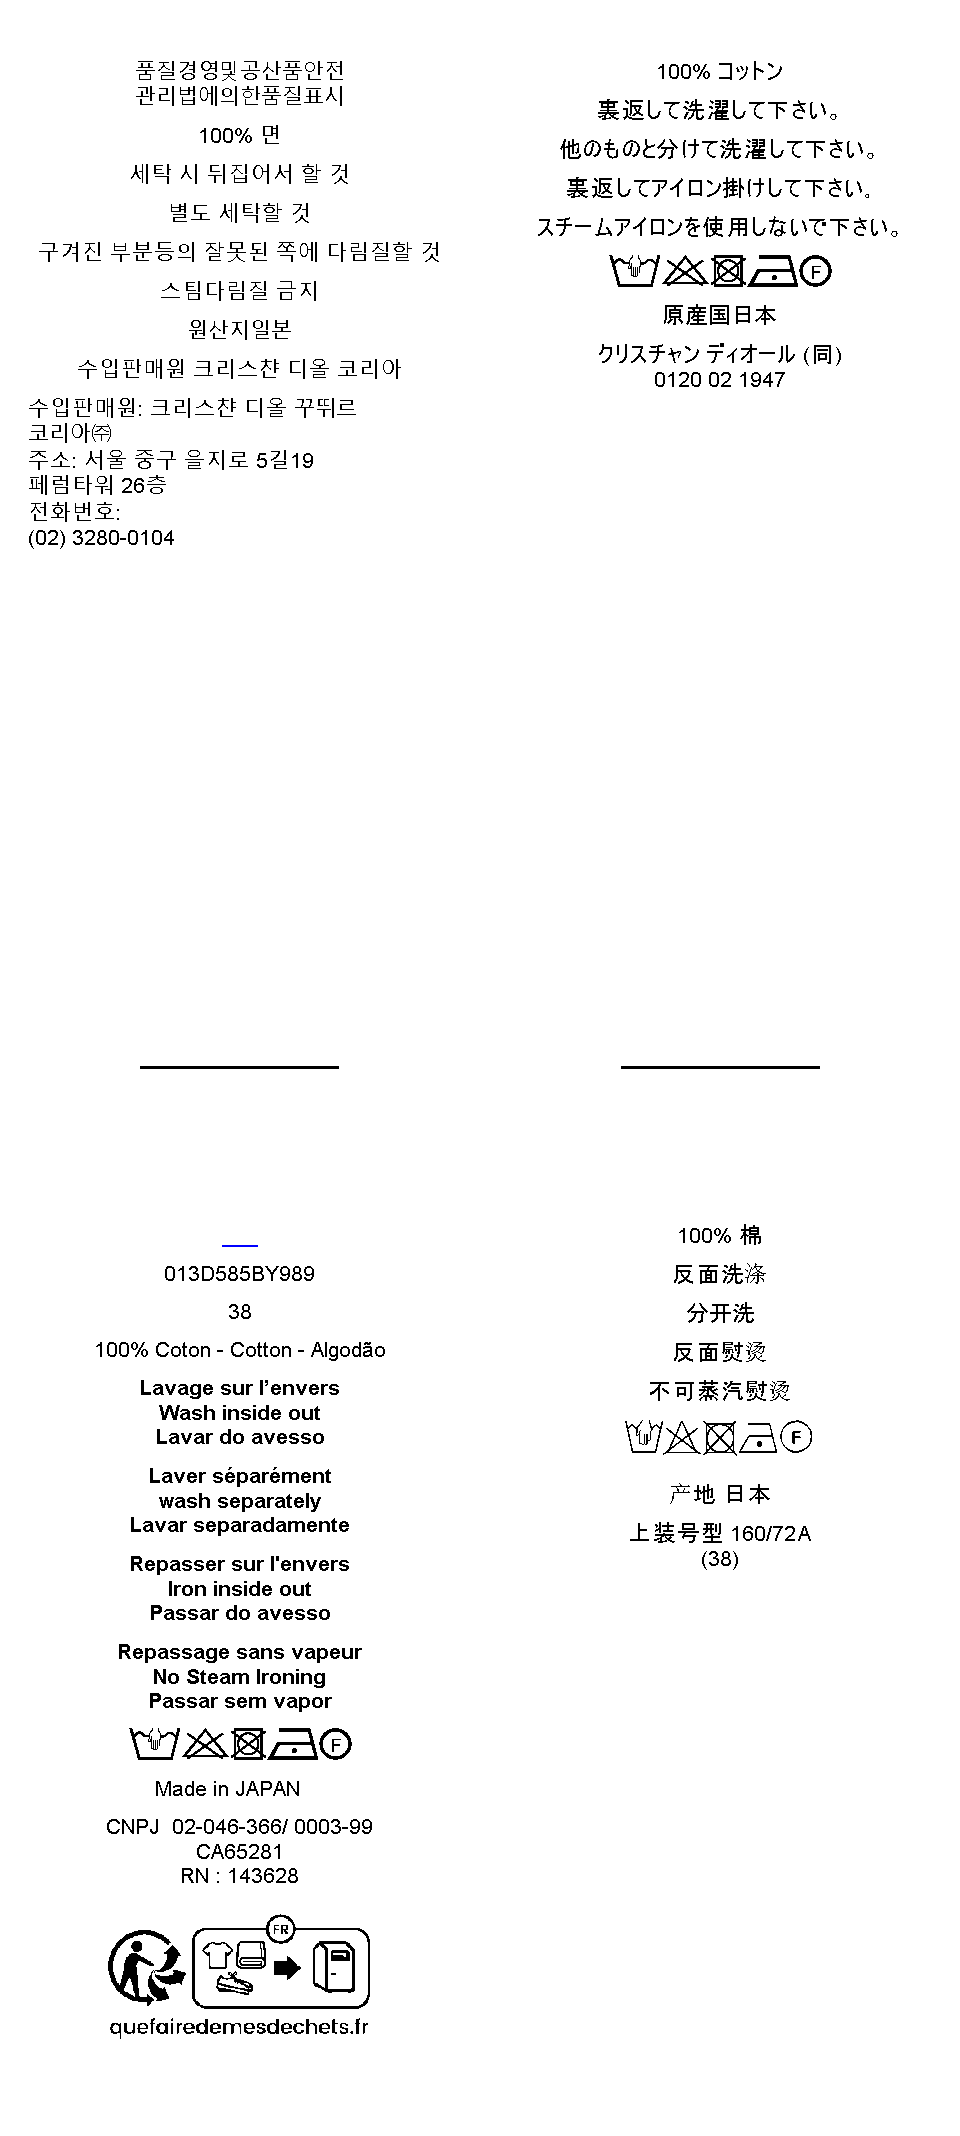 품질경영및공산품안전
관리법에의한품질표시
100% 면
세탁 시 뒤집어서 할 것
별도 세탁할 것
구겨진 부분등의 잘못된 쪽에 다림질할 것
스팀다림질 금지
원산지일본
수입판매원 크리스챤 디올 코리아
수입판매원: 크리스챤 디올 꾸뛰르
코리아㈜
주소: 서울 중구 을지로 5길19
페럼타워 26층
전화번호:
(02) 3280-0104
100% コットン
裏返して洗濯して下さい。
他のものと分けて洗濯して下さい。
裏返してアイロン掛けして下さい。
スチームアイロンを使用しないで下さい。
F
原産国日本
クリスチャン ディオール (同)
0120 02 1947
013D585BY989
38
100% Coton - Cotton - Algodão
Lavage sur l’envers
Wash inside out
Lavar do avesso
Laver séparément
wash separately
Lavar separadamente
Repasser sur l'envers
Iron inside out
Passar do avesso
Repassage sans vapeur
No Steam Ironing
Passar sem vapor
F
Made in JAPAN
CNPJ 02-046-366/ 0003-99
CA65281
RN : 143628
FR
quefairedemesdechets.fr
100% 棉
反面洗涤
分开洗
反面熨烫
不可蒸汽熨烫
F
产地 日本
上装号型 160/72A
(38)